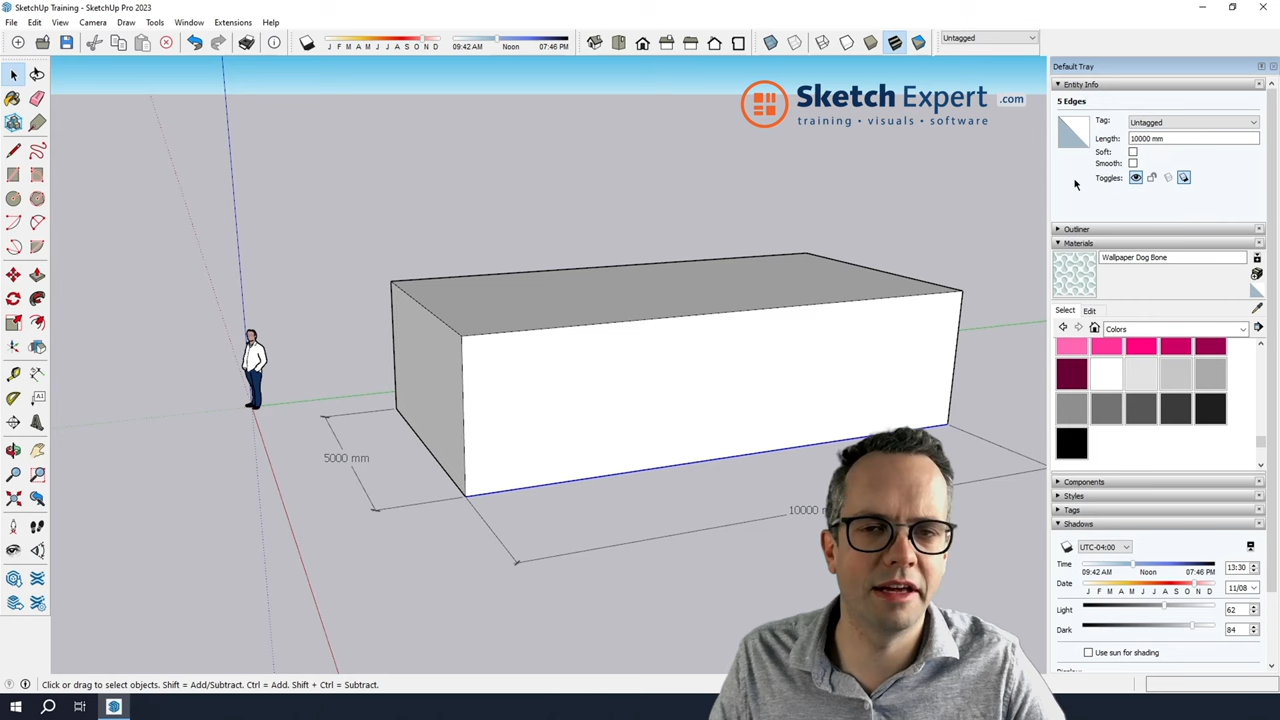 SketchUp Training - SketchUp Pro 2023
File Edit View Camera Draw Tools Window Extensions Help
J F M A M J J A S O N D 09:42 AM Noon 07:46 PM Untagged
Default Tray
Entity Info
5 Edges
Tag: Untagged
Length: 10000 mm
Soft:
Smooth:
Toggles:
Outliner
Materials
Wallpaper Dog Bone
Select Edit
Colors
Components
Styles
Tags
Shadows
UTC-04:00
Time 13:30
09:42 AM Noon 07:46 PM
Date 11/08
J F M A M J J A S O N D
Light 62
Dark 84
Use sun for shading
Sketch Expert .com
training • visuals • software
5000 mm
10000 m
Click or drag to select objects. Shift = Add/Subtract. Ctrl = Add. Shift + Ctrl = Subtract.